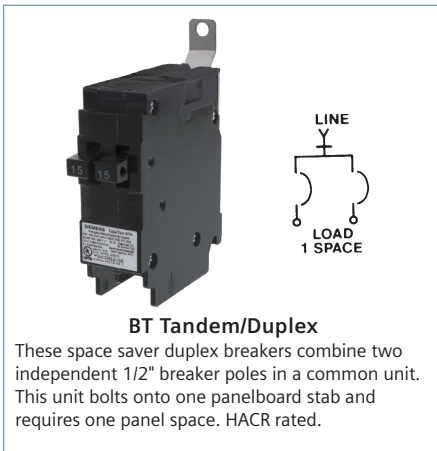 LINE
15 15
SIEMENS
LOAD
1 SPACE
BT Tandem/Duplex
These space saver duplex breakers combine two
independent 1/2" breaker poles in a common unit.
This unit bolts onto one panelboard stab and
requires one panel space. HACR rated.